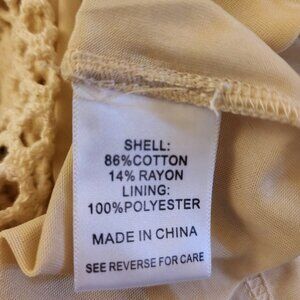 SHELL:
86%COTTON
14% RAYON
LINING:
100%POLYESTER
MADE IN CHINA
SEE REVERSE FOR CARE